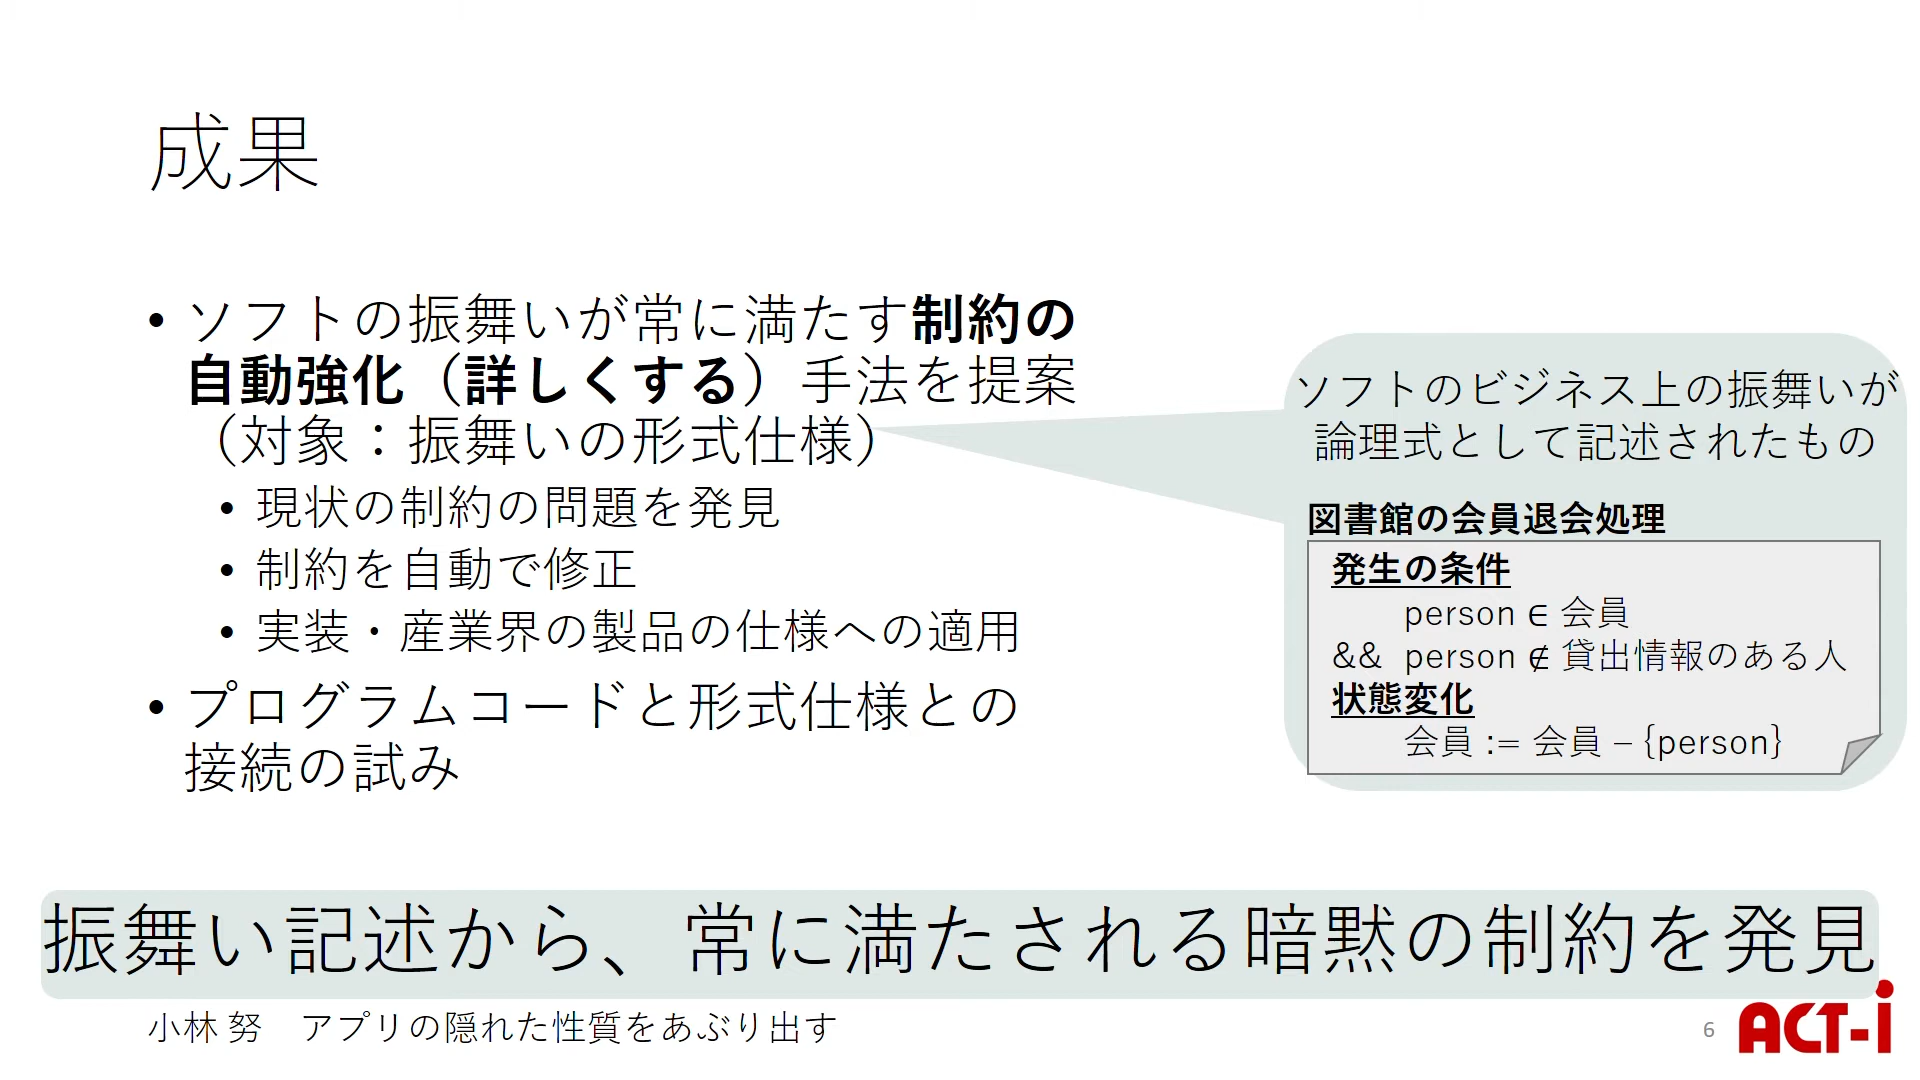 成果
• ソフトの振舞いが常に満たす制約の
自動強化（詳しくする）手法を提案
（対象：振舞いの形式仕様）
• 現状の制約の問題を発見
• 制約を自動で修正
• 実装・産業界の製品の仕様への適用
• プログラムコードと形式仕様との
接続の試み
ソフトのビジネス上の振舞いが
論理式として記述されたもの
図書館の会員退会処理
発生の条件
person ∈ 会員
&& person ∉ 貸出情報のある人
状態変化
会員 := 会員 – {person}
振舞い記述から、常に満たされる暗黙の制約を発見
小林 努　アプリの隠れた性質をあぶり出す
6
ACT-i